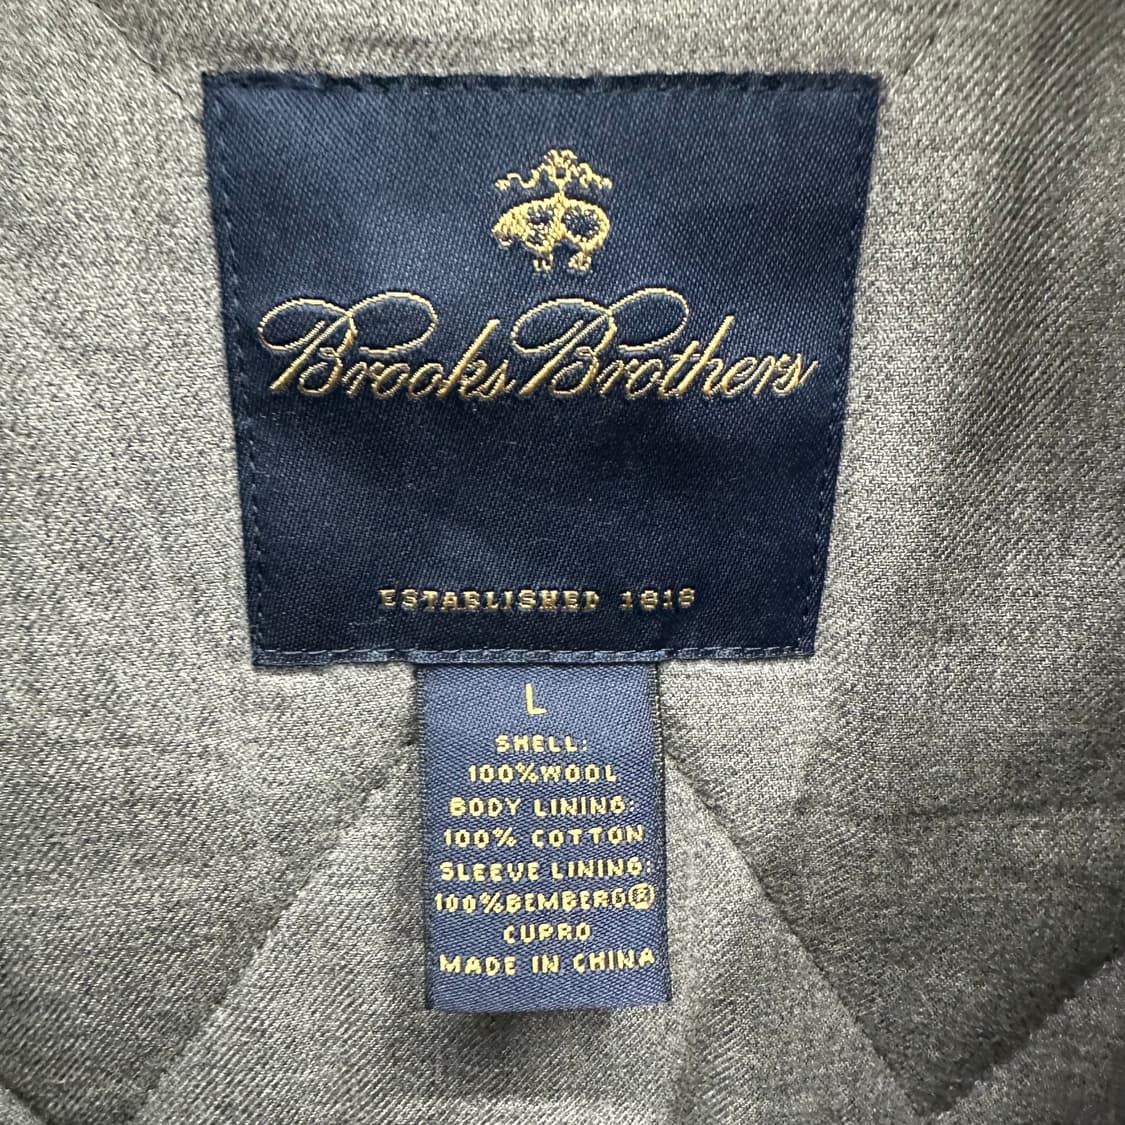 Brooks Brothers
ESTABLISHED 1818
L
SHELL:
100%WOOL
BODY LINING:
100% COTTON
SLEEVE LINING:
100%BEMBERG®
CUPRO
MADE IN CHINA